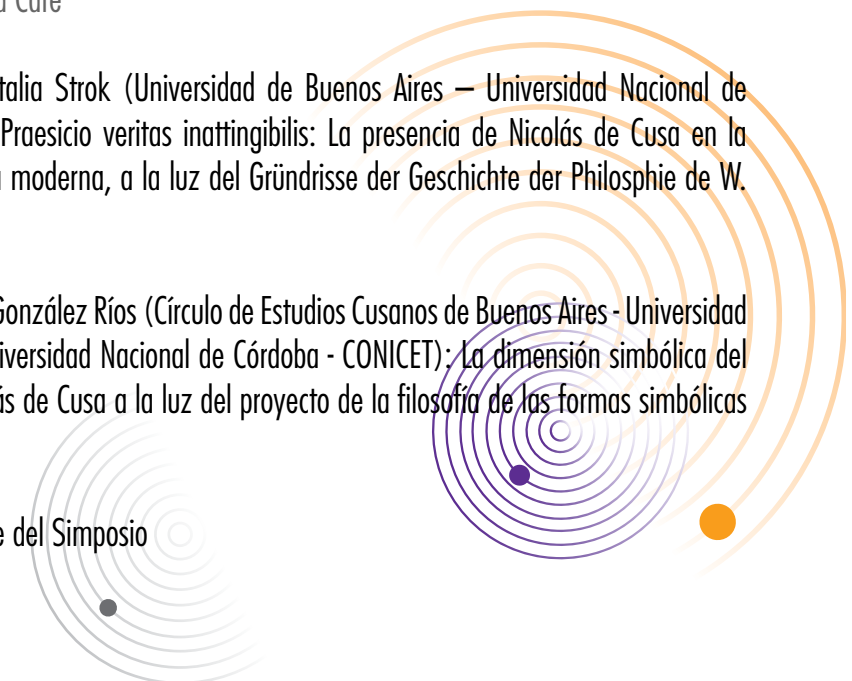 Café
talia Strok (Universidad de Buenos Aires – Universidad Nacional de
Praesicio veritas inattingibilis: La presencia de Nicolás de Cusa en la
moderna, a la luz del Gründrisse der Geschichte der Philosphie de W.
González Ríos (Círculo de Estudios Cusanos de Buenos Aires - Universidad
iversidad Nacional de Córdoba - CONICET): La dimensión simbólica del
ás de Cusa a la luz del proyecto de la filosofía de las formas simbólicas
e del Simposio